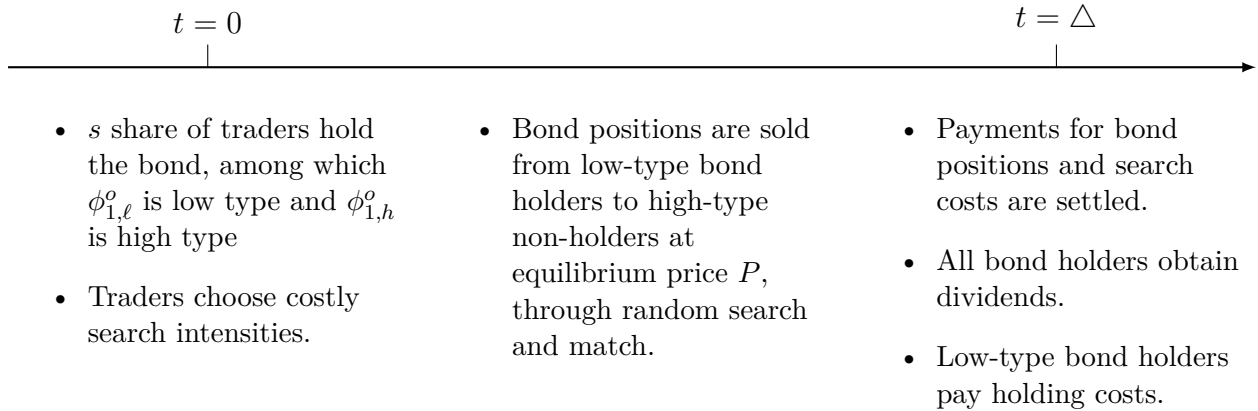 t = 0
t = △
• s share of traders hold
the bond, among which
ϕ^o_{1,ℓ} is low type and ϕ^o_{1,h}
is high type
• Traders choose costly
search intensities.
• Bond positions are sold
from low-type bond
holders to high-type
non-holders at
equilibrium price P,
through random search
and match.
• Payments for bond
positions and search
costs are settled.
• All bond holders obtain
dividends.
• Low-type bond holders
pay holding costs.